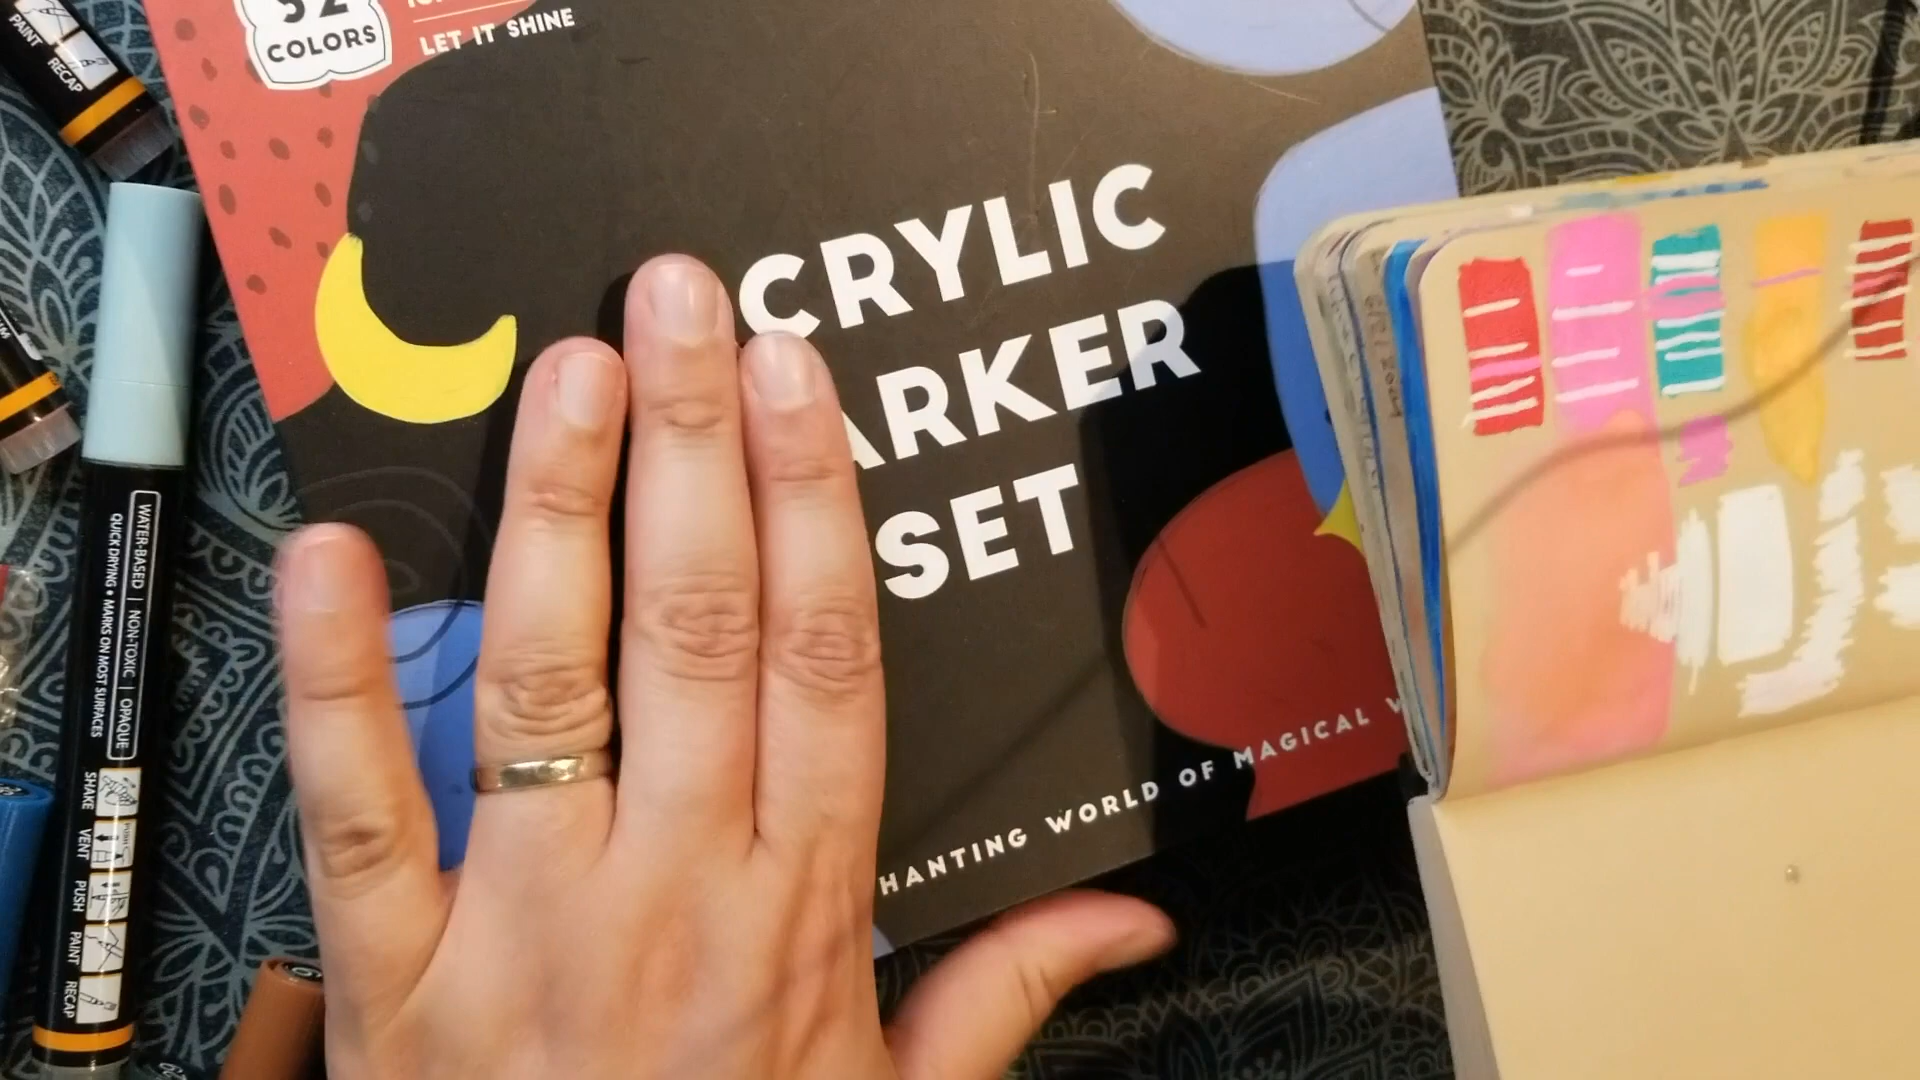 PAINT
RECAP
COLORS
LET IT SHINE
CRYLIC
ARKER
SET
HANTING WORLD OF MAGICAL W
WATER-BASED | NON-TOXIC | OPAQUE
QUICK DRYING • MARKS ON MOST SURFACES
SHAKE
VENT
PUSH
PAINT
RECAP